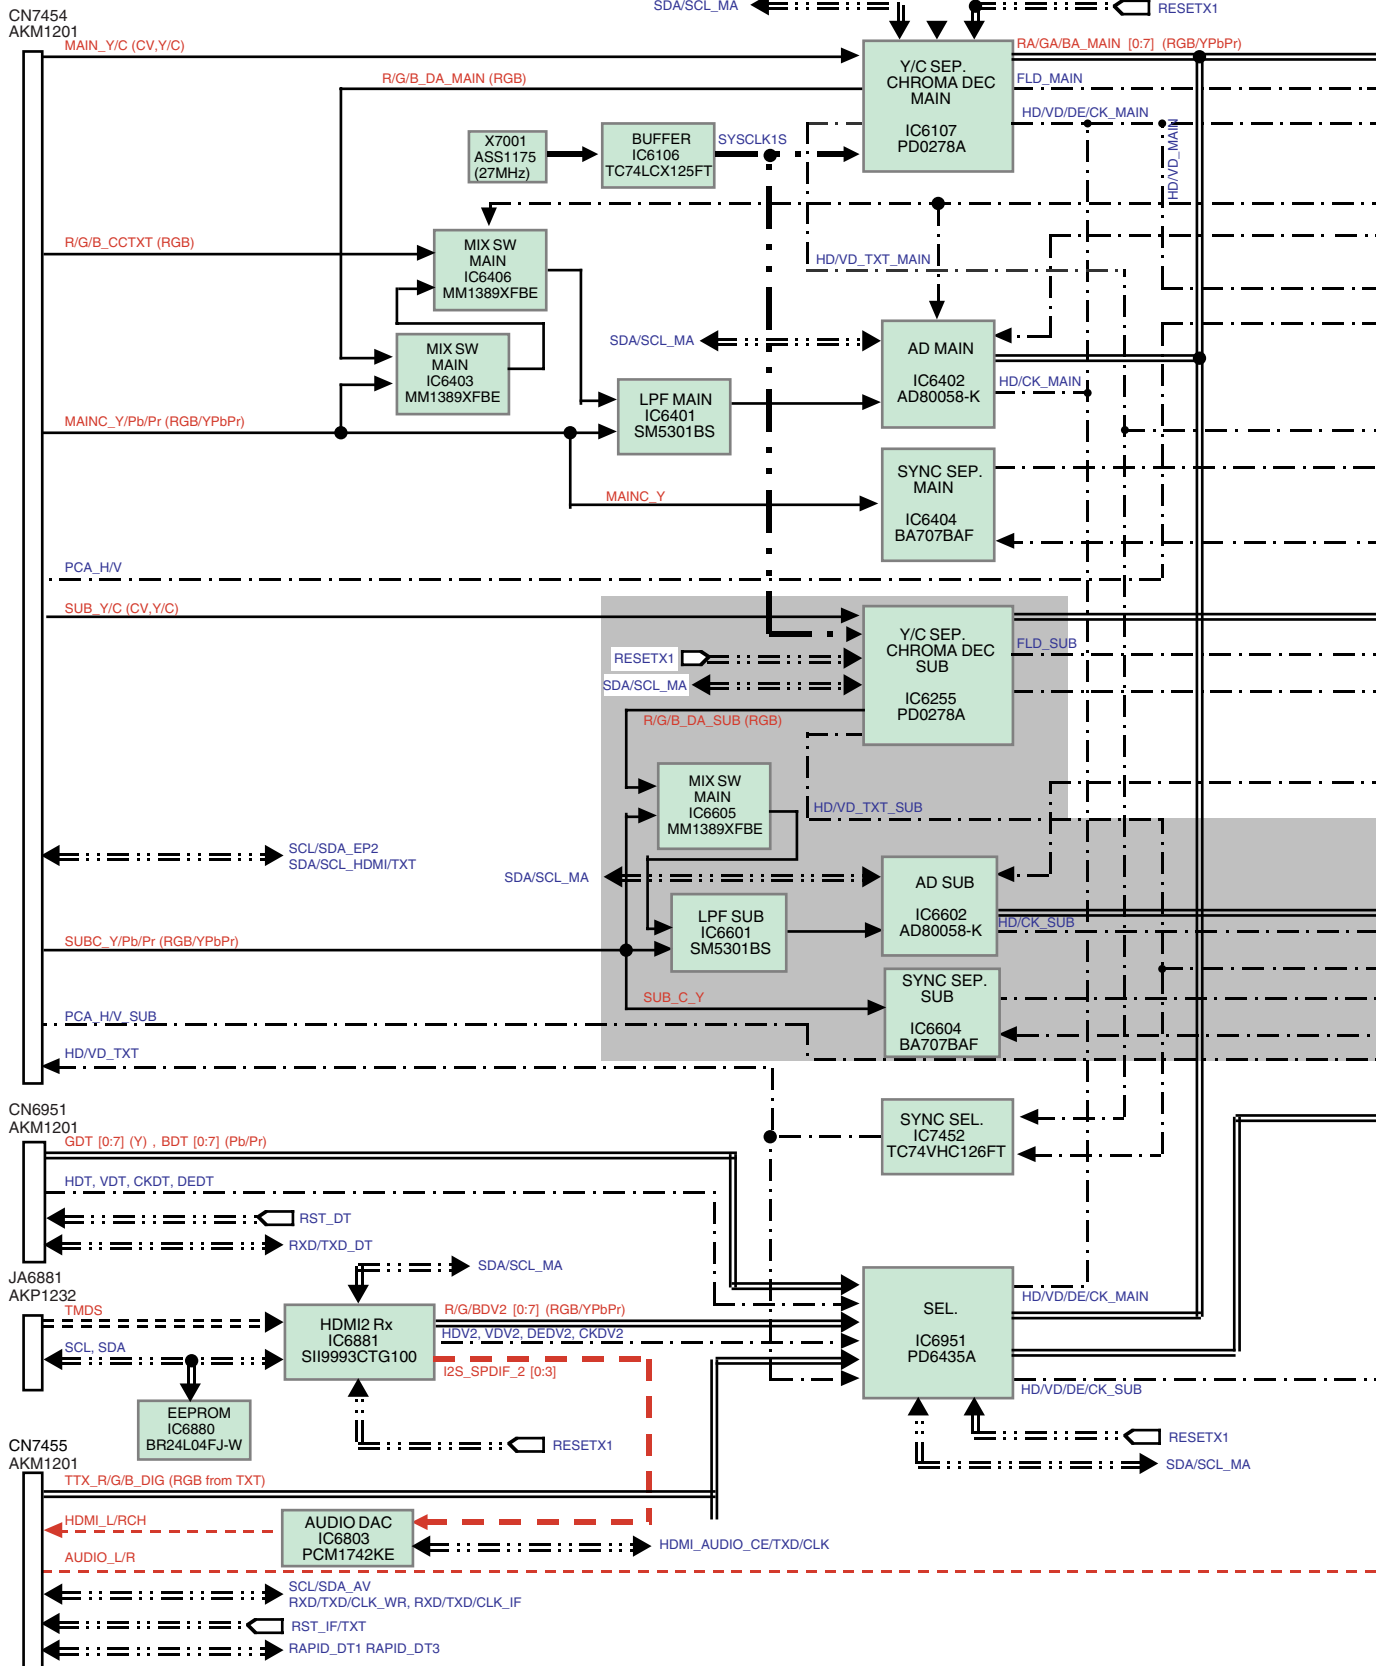 CN7454
AKM1201
SDA/SCL_MA
RESETX1
MAIN_Y/C (CV,Y/C)
R/G/B_DA_MAIN (RGB)
Y/C SEP.
CHROMA DEC
MAIN
IC6107
PD0278A
RA/GA/BA_MAIN [0:7] (RGB/YPbPr)
FLD_MAIN
HD/VD/DE/CK_MAIN
HD/VD_MAIN
X7001
ASS1175
(27MHz)
BUFFER
IC6106
TC74LCX125FT
SYSCLK1S
R/G/B_CCTXT (RGB)
MIX SW
MAIN
IC6406
MM1389XFBE
HD/VD_TXT_MAIN
MIX SW
MAIN
IC6403
MM1389XFBE
SDA/SCL_MA
AD MAIN
IC6402
AD80058-K
HD/CK_MAIN
LPF MAIN
IC6401
SM5301BS
MAINC_Y/Pb/Pr (RGB/YPbPr)
MAINC_Y
SYNC SEP.
MAIN
IC6404
BA707BAF
PCA_H/V
SUB_Y/C (CV,Y/C)
Y/C SEP.
CHROMA DEC
SUB
IC6255
PD0278A
FLD_SUB
RESETX1
SDA/SCL_MA
R/G/B_DA_SUB (RGB)
MIX SW
MAIN
IC6605
MM1389XFBE
HD/VD_TXT_SUB
SCL/SDA_EP2
SDA/SCL_HDMI/TXT
SDA/SCL_MA
AD SUB
IC6602
AD80058-K
HD/CK_SUB
LPF SUB
IC6601
SM5301BS
SUBC_Y/Pb/Pr (RGB/YPbPr)
SUB_C_Y
SYNC SEP.
SUB
IC6604
BA707BAF
PCA_H/V_SUB
HD/VD_TXT
CN6951
AKM1201
SYNC SEL.
IC7452
TC74VHC126FT
GDT [0:7] (Y) , BDT [0:7] (Pb/Pr)
HDT, VDT, CKDT, DEDT
RST_DT
RXD/TXD_DT
JA6881
AKP1232
SDA/SCL_MA
TMDS
SCL, SDA
HDMI2 Rx
IC6881
SII9993CTG100
R/G/BDV2 [0:7] (RGB/YPbPr)
HDV2, VDV2, DEDV2, CKDV2
I2S_SPDIF_2 [0:3]
SEL.
IC6951
PD6435A
HD/VD/DE/CK_MAIN
HD/VD/DE/CK_SUB
EEPROM
IC6880
BR24L04FJ-W
RESETX1
RESETX1
SDA/SCL_MA
CN7455
AKM1201
TTX_R/G/B_DIG (RGB from TXT)
HDMI_L/RCH
AUDIO DAC
IC6803
PCM1742KE
HDMI_AUDIO_CE/TXD/CLK
AUDIO_L/R
SCL/SDA_AV
RXD/TXD/CLK_WR, RXD/TXD/CLK_IF
RST_IF/TXT
RAPID_DT1 RAPID_DT3